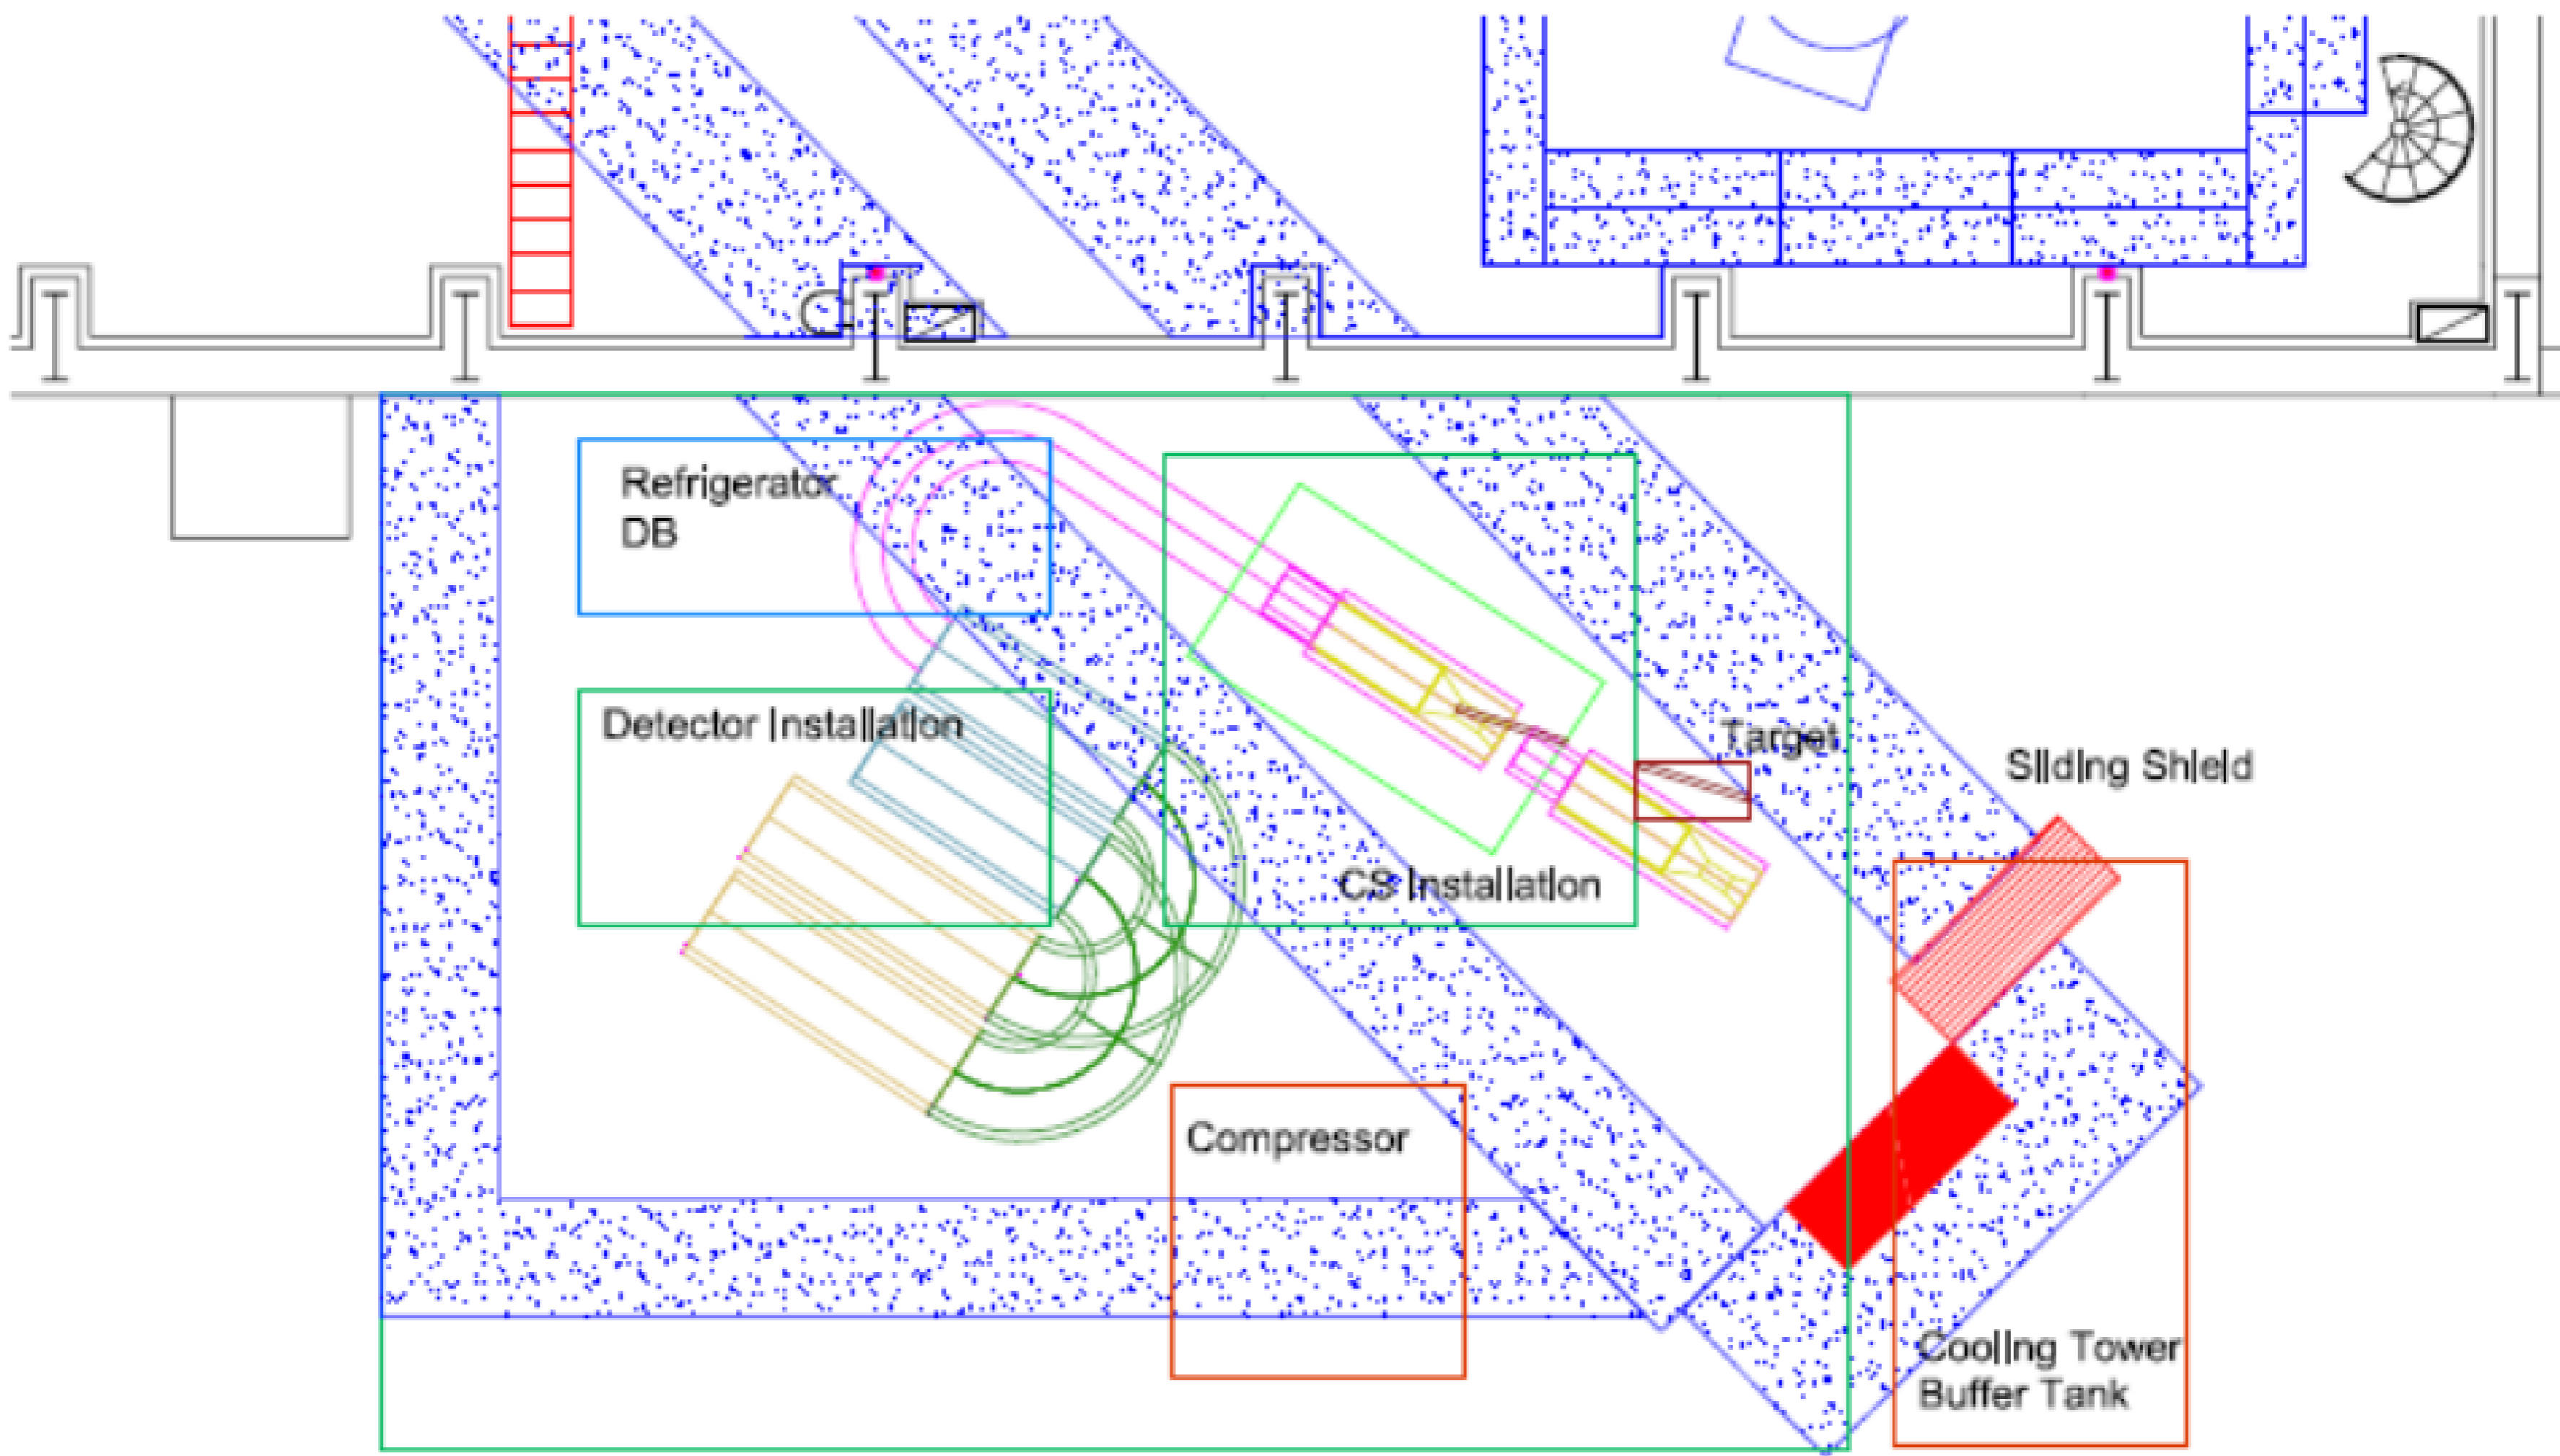 Refrigerator
DB
Detector Installation
Target
Sliding Shield
CS Installation
Compressor
Cooling Tower
Buffer Tank